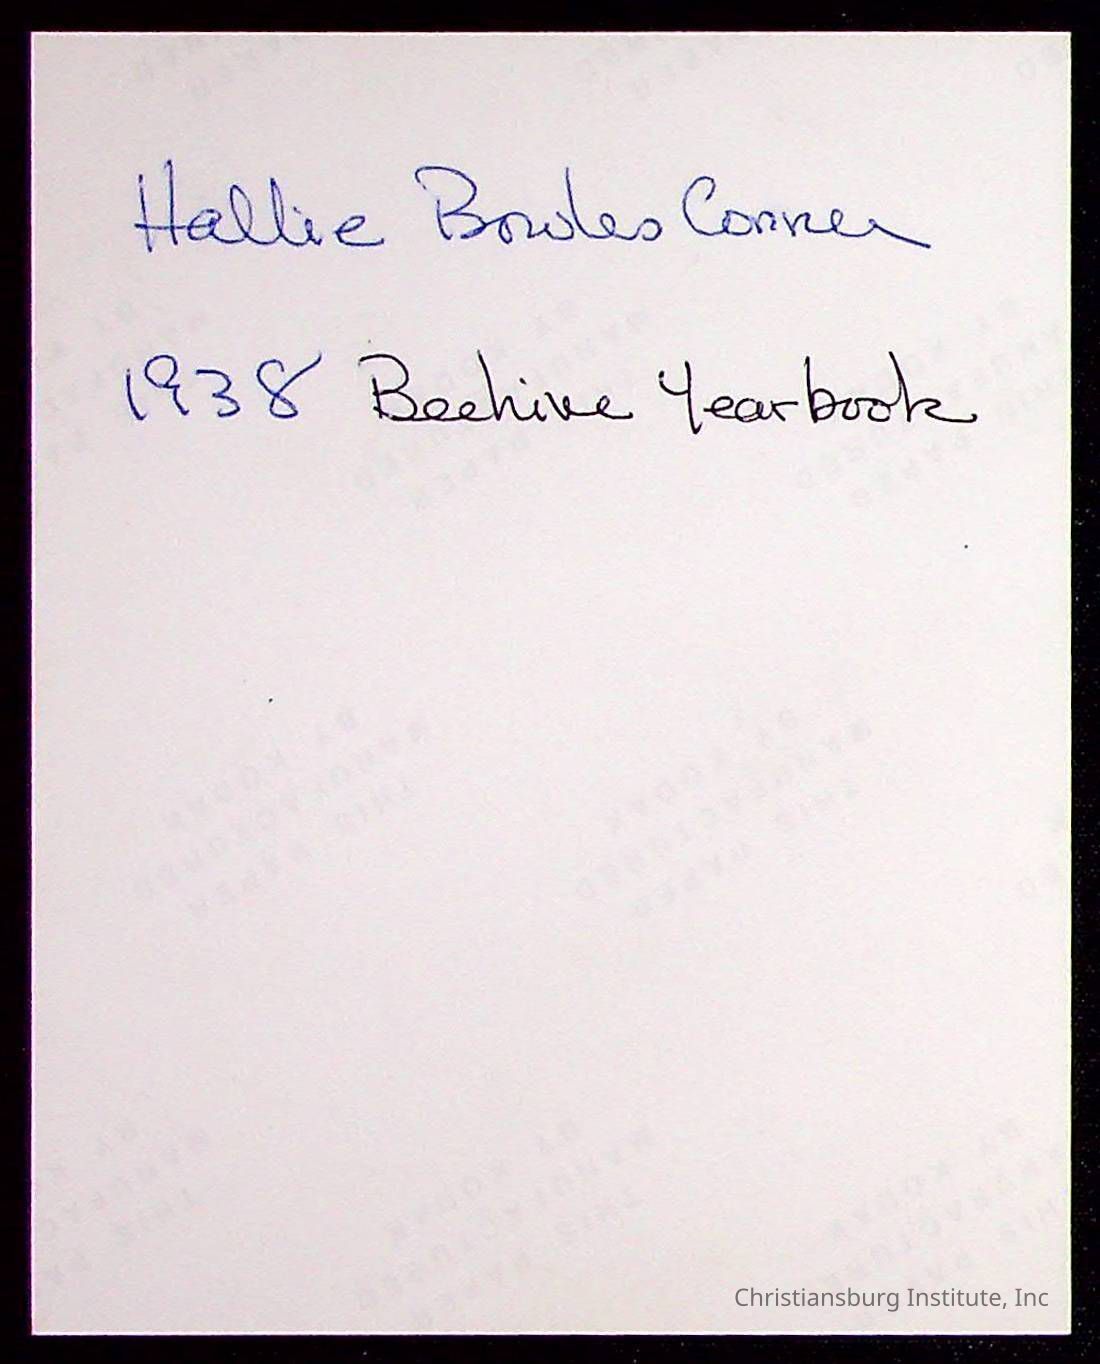 Hallie Bowles Conner
1938 Beehive Yearbook
Christiansburg Institute, Inc